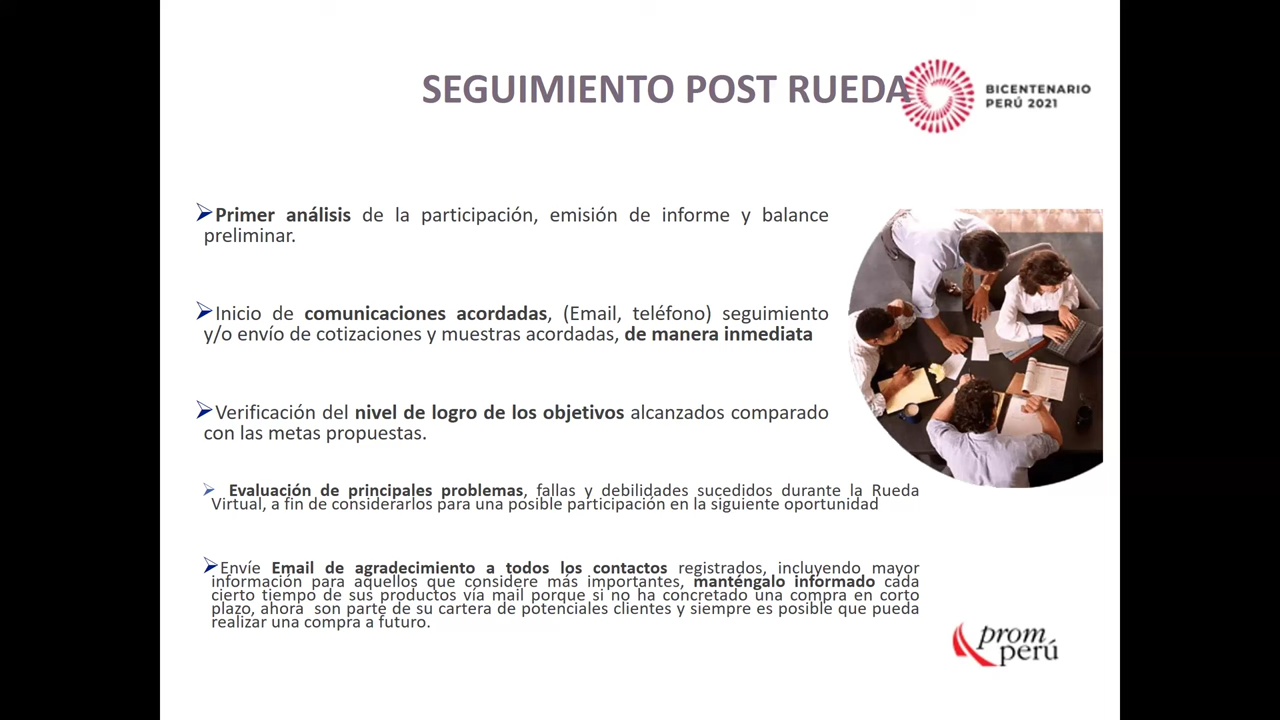 SEGUIMIENTO POST RUEDA
BICENTENARIO
PERÚ 2021
➢Primer análisis de la participación, emisión de informe y balance
preliminar.
➢Inicio de comunicaciones acordadas, (Email, teléfono) seguimiento
y/o envío de cotizaciones y muestras acordadas, de manera inmediata
➢Verificación del nivel de logro de los objetivos alcanzados comparado
con las metas propuestas.
➢ Evaluación de principales problemas, fallas y debilidades sucedidos durante la Rueda
Virtual, a fin de considerarlos para una posible participación en la siguiente oportunidad
➢Envíe Email de agradecimiento a todos los contactos registrados, incluyendo mayor
información para aquellos que considere más importantes, manténgalo informado cada
cierto tiempo de sus productos vía mail porque si no ha concretado una compra en corto
plazo, ahora son parte de su cartera de potenciales clientes y siempre es posible que pueda
realizar una compra a futuro.
prom
perú